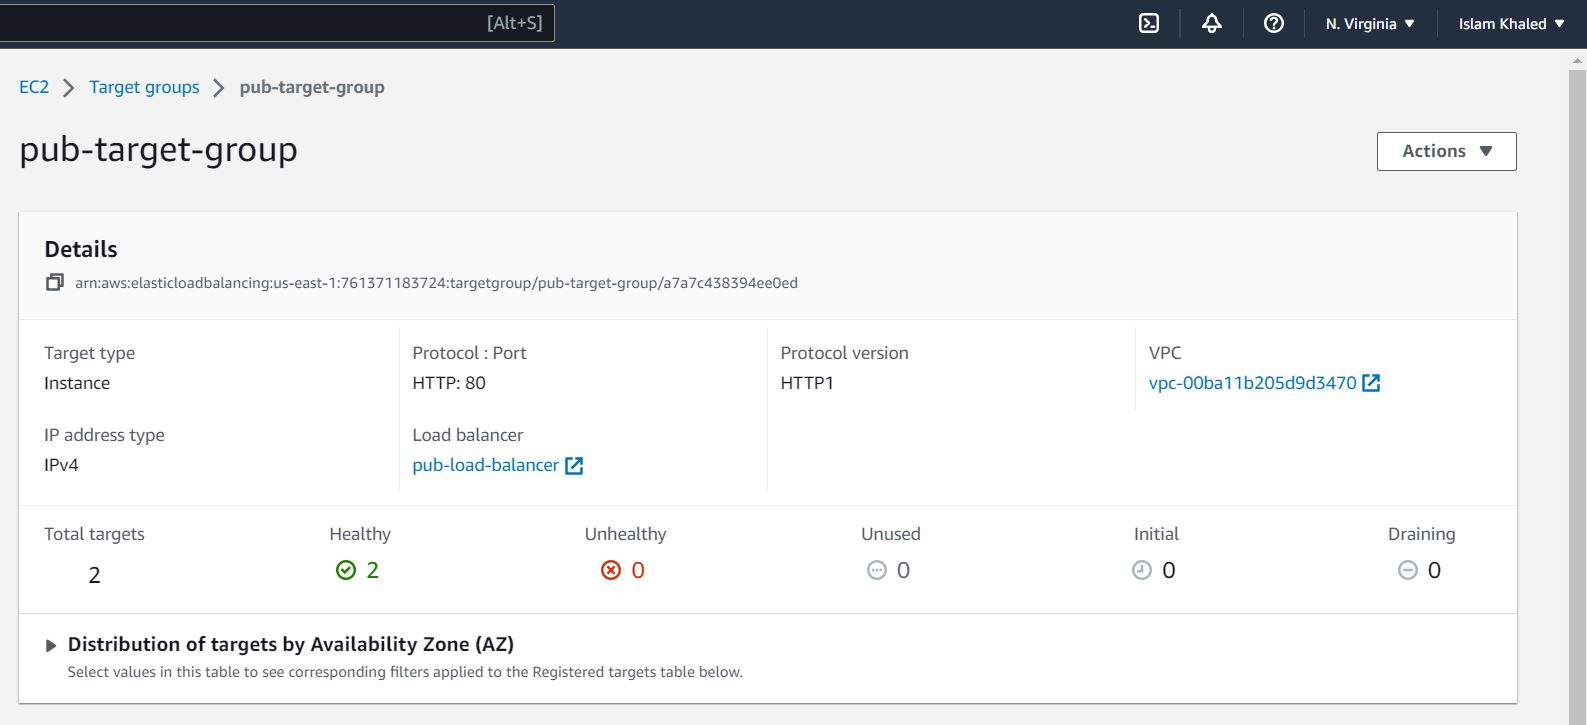 [Alt+S]
N. Virginia
Islam Khaled
EC2
Target groups
pub-target-group
pub-target-group
Actions
Details
arn:aws:elasticloadbalancing:us-east-1:761371183724:targetgroup/pub-target-group/a7a7c438394ee0ed
Target type
Instance
Protocol : Port
HTTP: 80
Protocol version
HTTP1
VPC
vpc-00ba11b205d9d3470
IP address type
IPv4
Load balancer
pub-load-balancer
Total targets
2
Healthy
2
Unhealthy
0
Unused
0
Initial
0
Draining
0
Distribution of targets by Availability Zone (AZ)
Select values in this table to see corresponding filters applied to the Registered targets table below.